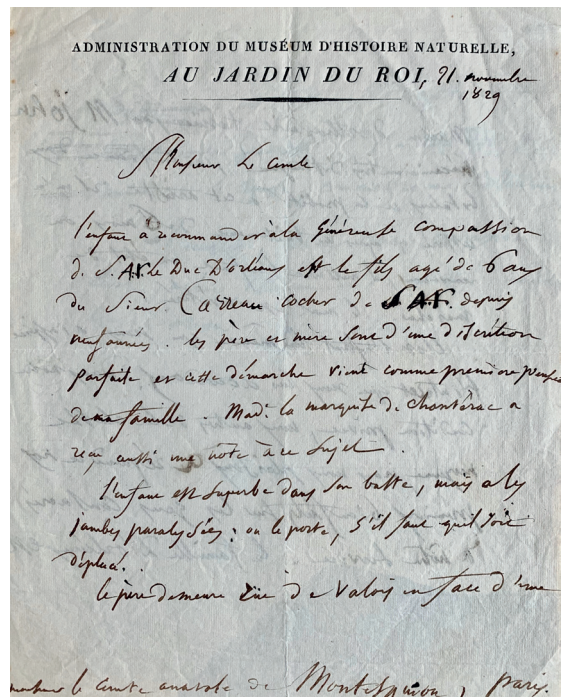 ADMINISTRATION DU MUSÉUM D'HISTOIRE NATURELLE,
AU JARDIN DU ROI, 21. novembre
1829
Monsieur Le comte
l'enfant à recommander à la Généreuse compassion
de S.A.R. le Duc D'orléans est le fils agé de 6 ans
du Sieur cocher de S.A.R. depuis
neuf années. les père et mère sont d'une discrétion
parfaite et cette démarche vient comme première pensée
de ma famille. Mad.e la marquise de chantérac a
reçu aussi une note à ce sujet.
l'enfant est superbe dans son buste, mais a les
jambes paralysées : on le porte, s'il faut qu'il soit
déplacé.
le père demeure rüe de Valois en face d'une
le comte anatole de Montesquiou, paris.